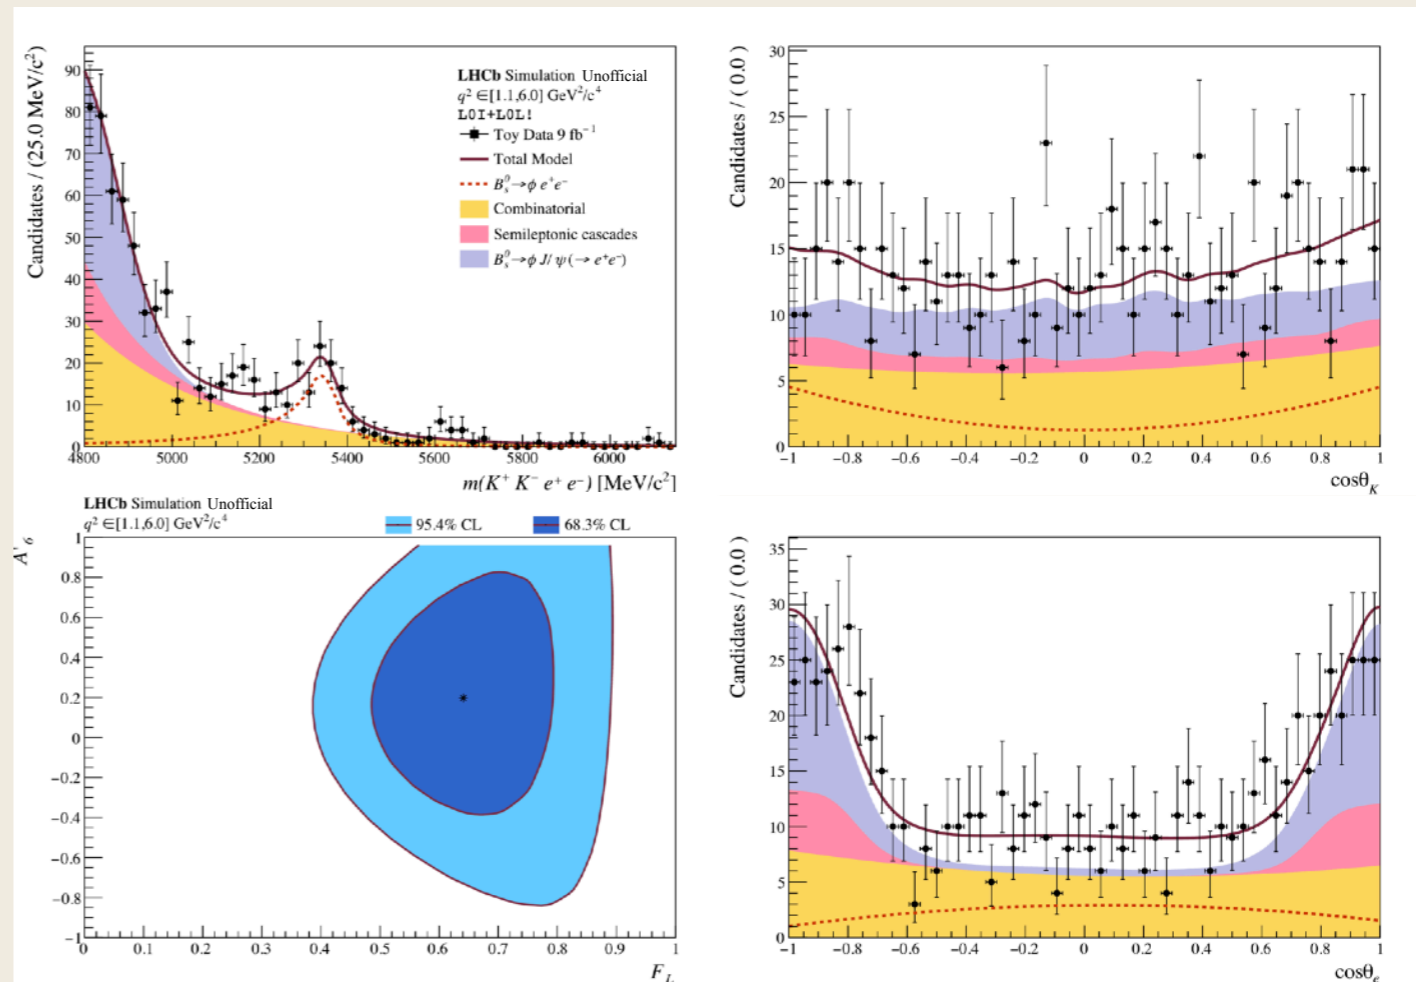 Candidates / (25.0 MeV/c²)
90
80
70
60
50
40
30
20
10
0
4800 5000 5200 5400 5600 5800 6000
m(K⁺ K⁻ e⁺ e⁻) [MeV/c²]
LHCb Simulation Unofficial
q² ∈[1.1,6.0] GeV²/c⁴
L0I+L0L!
Toy Data 9 fb⁻¹
Total Model
B⁰ₛ→ϕ e⁺e⁻
Combinatorial
Semileptonic cascades
B⁰ₛ→ϕ J/ψ(→ e⁺e⁻)
Candidates / ( 0.0 )
30
25
20
15
10
5
0
−1 −0.8 −0.6 −0.4 −0.2 0 0.2 0.4 0.6 0.8 1
cosθ_K
LHCb Simulation Unofficial
q² ∈[1.1,6.0] GeV²/c⁴
95.4% CL 68.3% CL
A'₆
1
0.8
0.6
0.4
0.2
0
−0.2
−0.4
−0.6
−0.8
−1
0 0.1 0.2 0.3 0.4 0.5 0.6 0.7 0.8 0.9 1
F_L
Candidates / ( 0.0 )
35
30
25
20
15
10
5
0
−1 −0.8 −0.6 −0.4 −0.2 0 0.2 0.4 0.6 0.8 1
cosθₑ